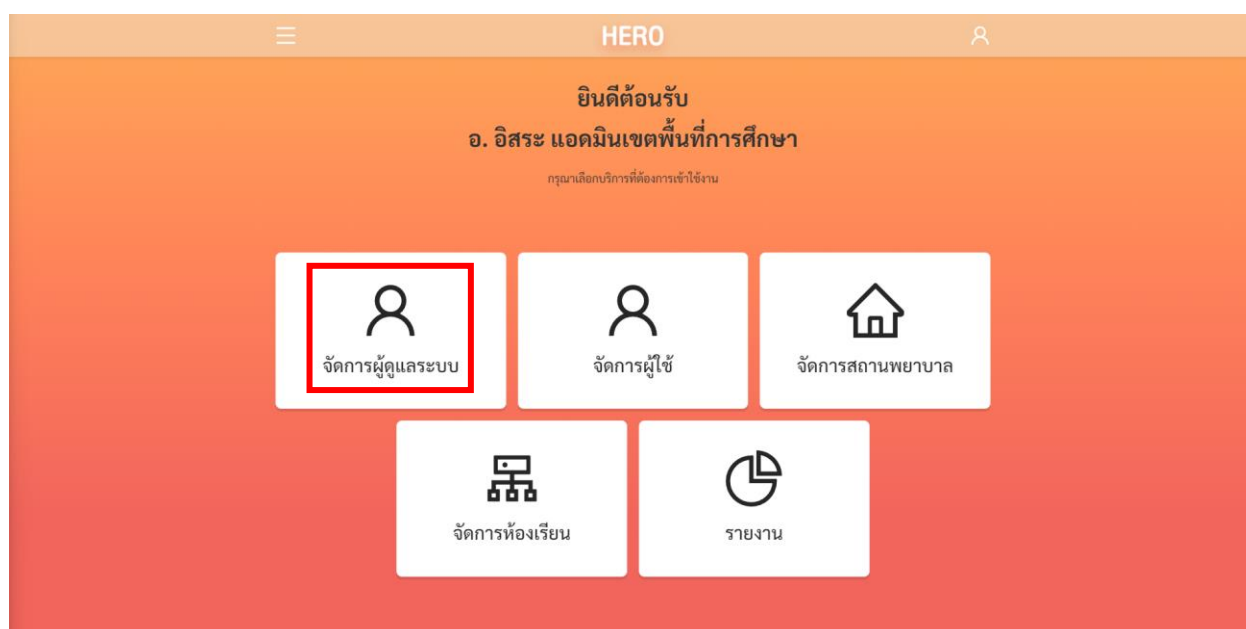 HERO
ยินดีต้อนรับ
อ. อิสระ แอดมินเขตพื้นที่การศึกษา
กรุณาเลือกบริการที่ต้องการเข้าใช้งาน
จัดการผู้ดูแลระบบ
จัดการผู้ใช้
จัดการสถานพยาบาล
จัดการห้องเรียน
รายงาน